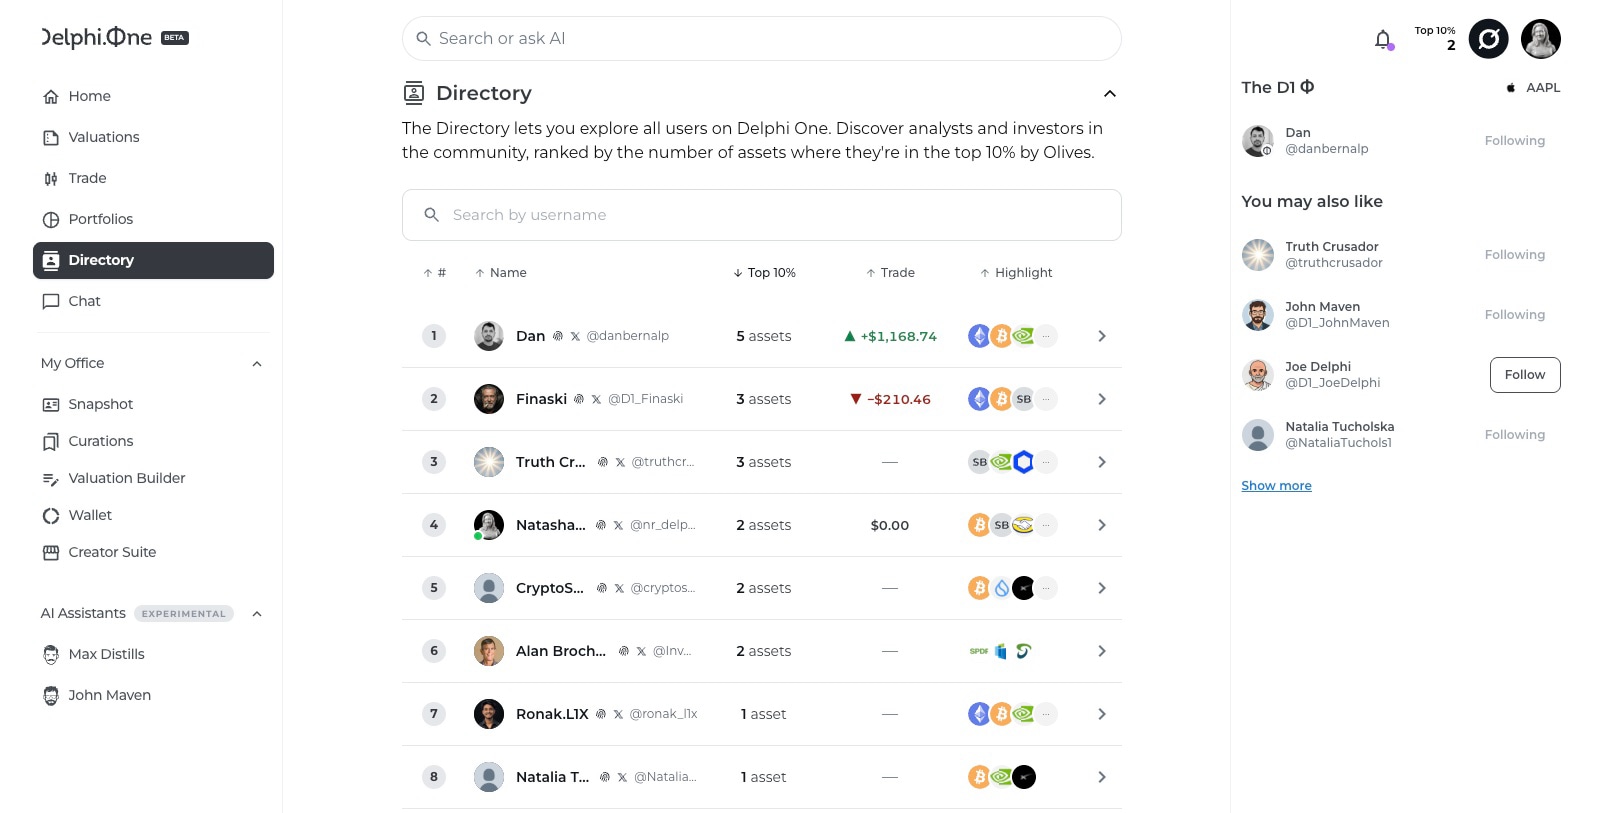 Delphi.One BETA
Home
Valuations
Trade
Portfolios
Directory
Chat
My Office
Snapshot
Curations
Valuation Builder
Wallet
Creator Suite
AI Assistants EXPERIMENTAL
Max Distills
John Maven
Search or ask AI
Directory
The Directory lets you explore all users on Delphi One. Discover analysts and investors in
the community, ranked by the number of assets where they're in the top 10% by Olives.
Search by username
# Name Top 10% Trade Highlight
1 Dan @danbernalp 5 assets +$1,168.74
2 Finaski @D1_Finaski 3 assets −$210.46 SB
3 Truth Cr... @truthcr... 3 assets — SB
4 Natasha... @nr_delp... 2 assets $0.00 SB
5 CryptoS... @cryptos... 2 assets —
6 Alan Broch... @Inv... 2 assets — SPDR
7 Ronak.L1X @ronak_l1x 1 asset —
8 Natalia T... @Natalia... 1 asset —
Top 10%
2
The D1 Φ AAPL
Dan
@danbernalp
Following
You may also like
Truth Crusador
@truthcrusador
Following
John Maven
@D1_JohnMaven
Following
Joe Delphi
@D1_JoeDelphi
Follow
Natalia Tucholska
@NataliaTuchols1
Following
Show more